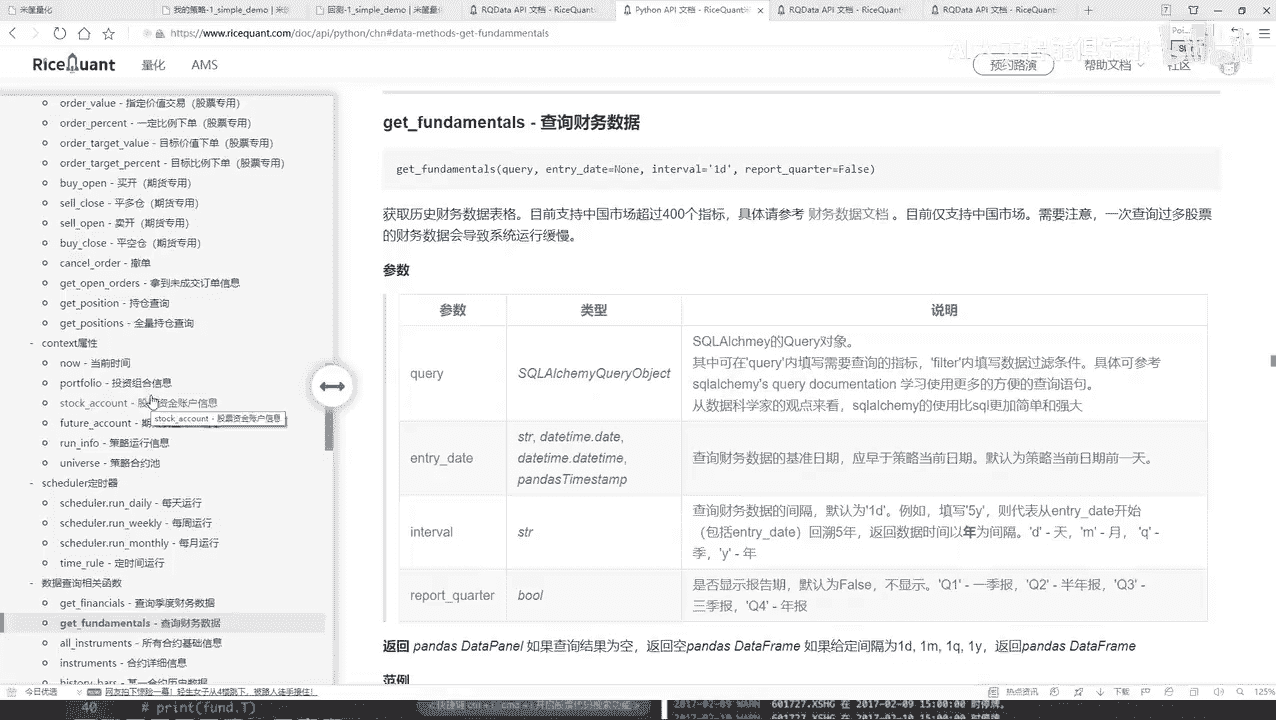 米筐量化
我的策略-1_simple_demo | 米筐
回测-1_simple_demo | 米筐量化
RQData API 文档 - RiceQuant
Python API 文档 - RiceQuant
RQData API 文档 - RiceQuant
RQData API 文档 - RiceQuant
https://www.ricequant.com/doc/api/python/chn#data-methods-get-fundammentals
RiceQuant 量化 AMS
预约路演 帮助文档 社区
order_value - 指定价值交易（股票专用）
order_percent - 一定比例下单（股票专用）
order_target_value - 目标价值下单（股票专用）
order_target_percent - 目标比例下单（股票专用）
buy_open - 买开（期货专用）
sell_close - 平多仓（期货专用）
sell_open - 卖开（期货专用）
buy_close - 平空仓（期货专用）
cancel_order - 撤单
get_open_orders - 拿到未成交订单信息
get_position - 持仓查询
get_positions - 全量持仓查询
context属性
now - 当前时间
portfolio - 投资组合信息
stock_account - 股票资金账户信息
stock_account - 股票资金账户信息
future_account - 期
run_info - 策略运行信息
universe - 策略合约池
scheduler定时器
scheduler.run_daily - 每天运行
scheduler.run_weekly - 每周运行
scheduler.run_monthly - 每月运行
time_rule - 定时间运行
数据查询相关函数
get_financials - 查询季度财务数据
get_fundamentals - 查询财务数据
all_instruments - 所有合约基础信息
instruments - 合约详细信息
history_bars - 某一合约历史数据
get_fundamentals - 查询财务数据
get_fundamentals(query, entry_date=None, interval='1d', report_quarter=False)
获取历史财务数据表格。目前支持中国市场超过400个指标，具体请参考 财务数据文档 。目前仅支持中国市场。需要注意，一次查询过多股票
的财务数据会导致系统运行缓慢。
参数
参数 类型 说明
query SQLAlchemyQueryObject
SQLAlchmey的Query对象。
其中可在'query'内填写需要查询的指标，'filter'内填写数据过滤条件。具体可参考
sqlalchemy's query documentation 学习使用更多的方便的查询语句。
从数据科学家的观点来看，sqlalchemy的使用比sql更加简单和强大
entry_date
str, datetime.date,
datetime.datetime,
pandasTimestamp
查询财务数据的基准日期，应早于策略当前日期。默认为策略当前日期前一天。
interval str
查询财务数据的间隔，默认为'1d'。例如，填写'5y'，则代表从entry_date开始
（包括entry_date）回溯5年，返回数据时间以年为间隔。'd' - 天，'m' - 月， 'q' -
季，'y' - 年
report_quarter bool
是否显示报告期，默认为False，不显示。'Q1' - 一季报，'Q2' - 半年报，'Q3' -
三季报，'Q4' - 年报
返回 pandas DataPanel 如果查询结果为空，返回空pandas DataFrame 如果给定间隔为1d, 1m, 1q, 1y，返回pandas DataFrame
范例
今日优选
网友拍下惊险一幕！轻生女子从4楼跳下，被路人徒手接住！
热点资讯 下载 125%
40 # print(fund.T)
2017-02-09 WARN 601727.XSHG 在 2017-02-09 15:00:00 时停牌。